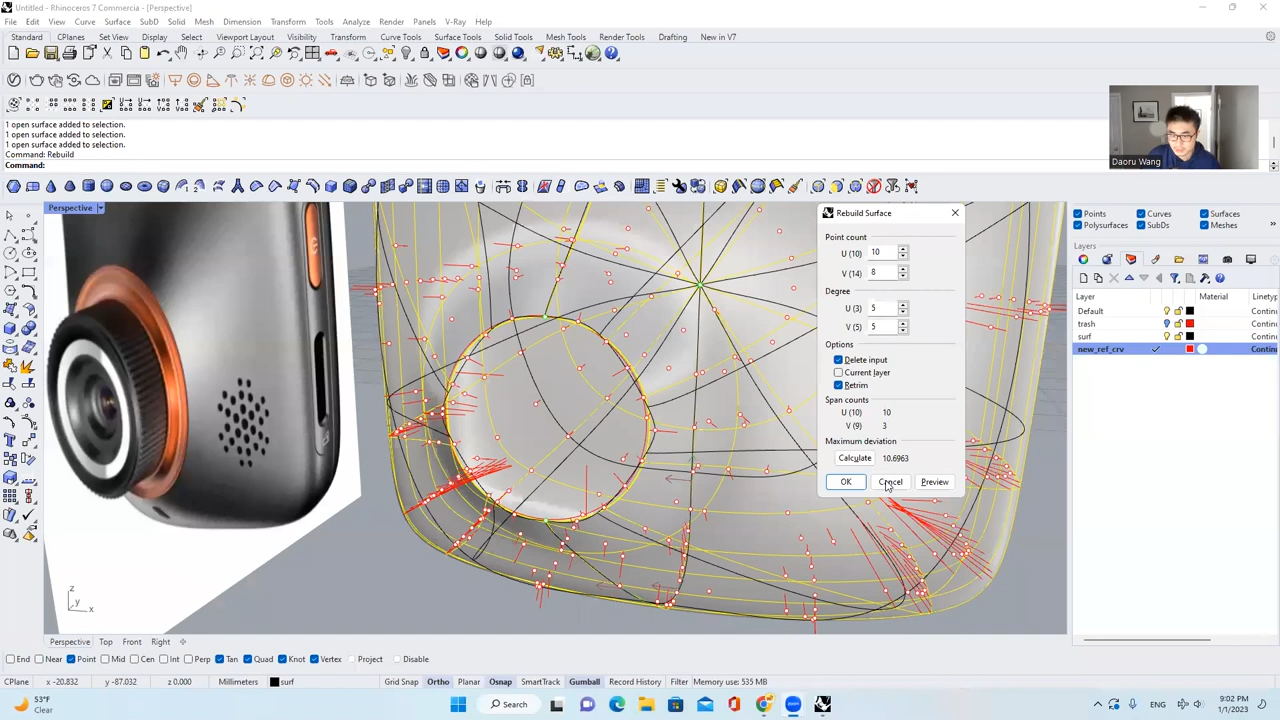 Untitled - Rhinoceros 7 Commercia - [Perspective]
File Edit View Curve Surface SubD Solid Mesh Dimension Transform Tools Analyze Render Panels V-Ray Help
Standard CPlanes Set View Display Select Viewport Layout Visibility Transform Curve Tools Surface Tools Solid Tools Mesh Tools Render Tools Drafting New in V7
1 open surface added to selection.
1 open surface added to selection.
1 open surface added to selection.
Command: Rebuild
Command:
Daoru Wang
Perspective
Rebuild Surface
Point count
U (10) 10
V (14) 8
Degree
U (3) 5
V (5) 5
Options
Delete input
Current layer
Retrim
Span counts
U (10) 10
V (9) 3
Maximum deviation
Calculate 10.6963
OK Cancel Preview
Points Curves Surfaces
Polysurfaces SubDs Meshes
Layers
Layer Material Linetyp
Default Contin
trash Contin
surf Contin
new_ref_crv Contin
z
y
x
Perspective Top Front Right
End Near Point Mid Cen Int Perp Tan Quad Knot Vertex Project Disable
CPlane x -20.832 y -87.032 z 0.000 Millimeters surf Grid Snap Ortho Planar Osnap SmartTrack Gumball Record History Filter Memory use: 535 MB
53°F
Clear
Search
zoom
ENG
9:02 PM
1/1/2023